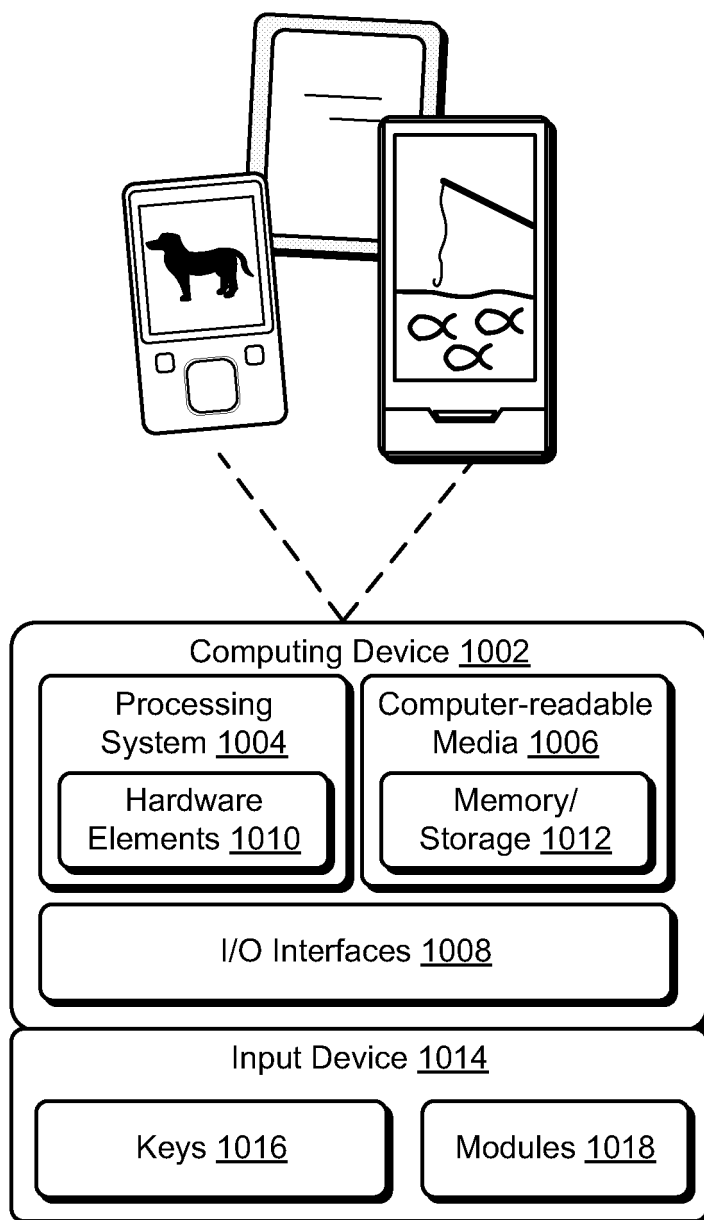 Computing Device 1002
Processing
System 1004
Computer-readable
Media 1006
Hardware
Elements 1010
Memory/
Storage 1012
I/O Interfaces 1008
Input Device 1014
Keys 1016
Modules 1018